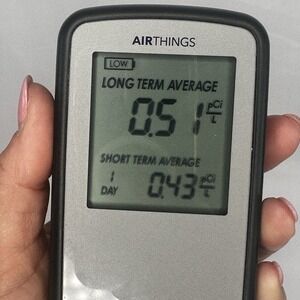 AIRTHINGS
LOW
LONG TERM AVERAGE
0.51 pCi/L
SHORT TERM AVERAGE
1 DAY 0.43 pCi/L